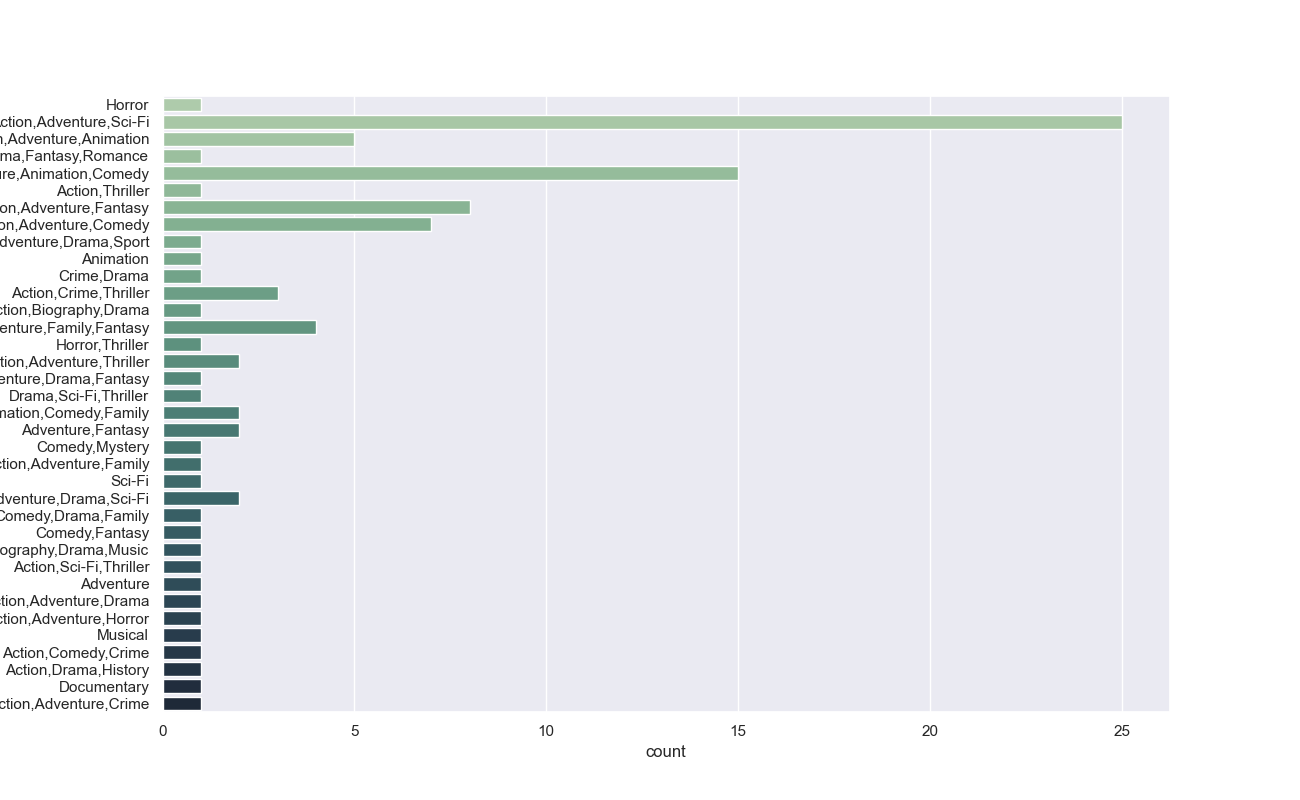 Horror
ction,Adventure,Sci-Fi
n,Adventure,Animation
ma,Fantasy,Romance
re,Animation,Comedy
Action,Thriller
on,Adventure,Fantasy
on,Adventure,Comedy
dventure,Drama,Sport
Animation
Crime,Drama
Action,Crime,Thriller
ction,Biography,Drama
enture,Family,Fantasy
Horror,Thriller
tion,Adventure,Thriller
enture,Drama,Fantasy
Drama,Sci-Fi,Thriller
mation,Comedy,Family
Adventure,Fantasy
Comedy,Mystery
ction,Adventure,Family
Sci-Fi
dventure,Drama,Sci-Fi
Comedy,Drama,Family
Comedy,Fantasy
ography,Drama,Music
Action,Sci-Fi,Thriller
Adventure
tion,Adventure,Drama
ction,Adventure,Horror
Musical
Action,Comedy,Crime
Action,Drama,History
Documentary
ction,Adventure,Crime
0 5 10 15 20 25
count